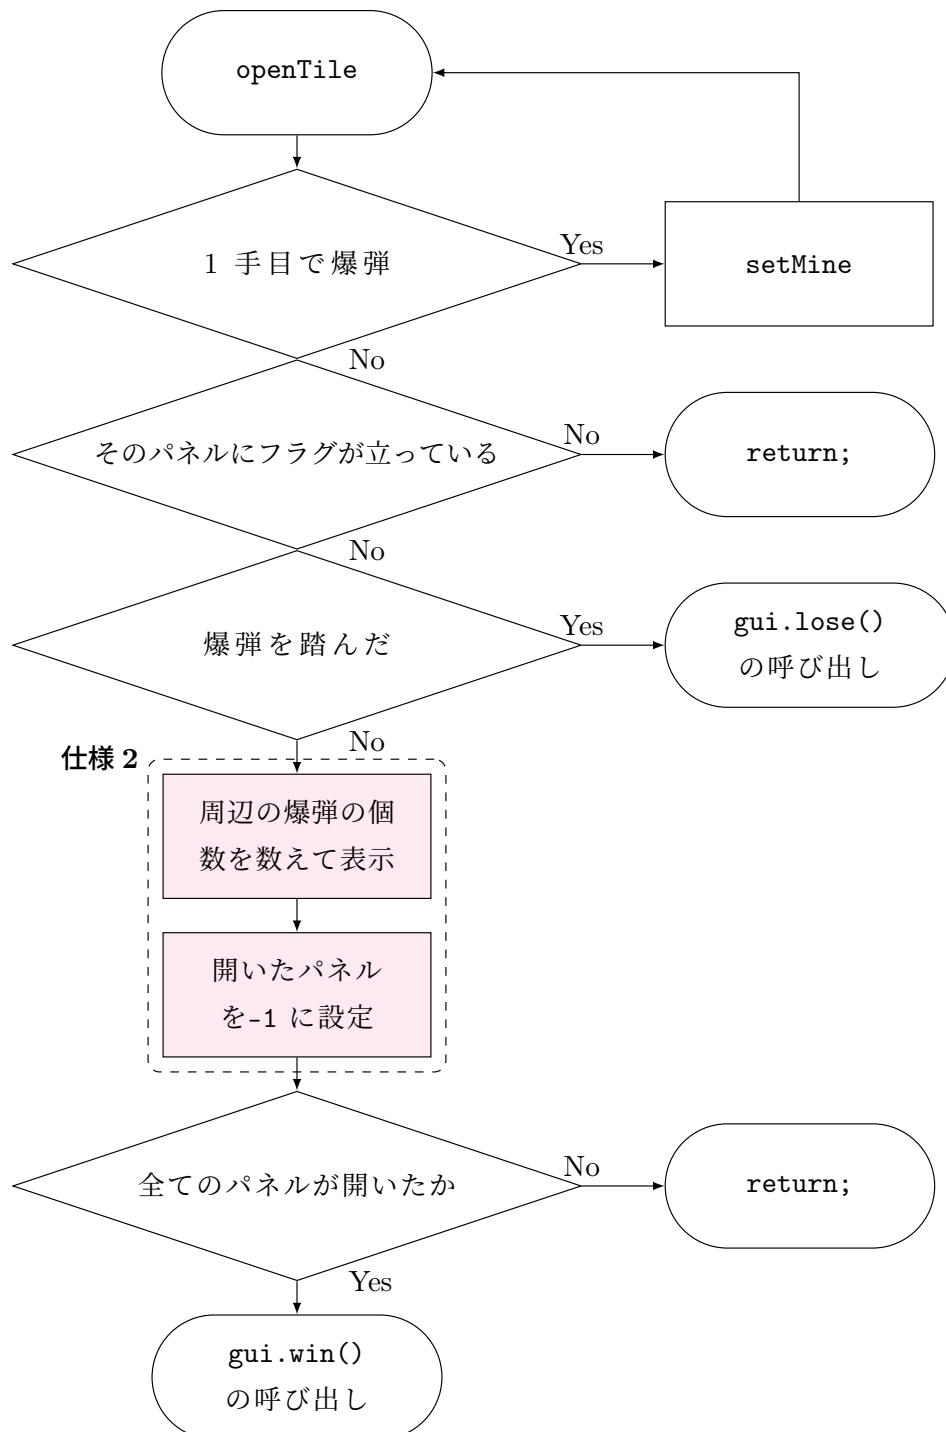 openTile
1 手目で爆弾
Yes
setMine
No
そのパネルにフラグが立っている
No
return;
No
爆弾を踏んだ
Yes
gui.lose()
の呼び出し
No
仕様 2
周辺の爆弾の個
数を数えて表示
開いたパネル
を-1 に設定
全てのパネルが開いたか
No
return;
Yes
gui.win()
の呼び出し